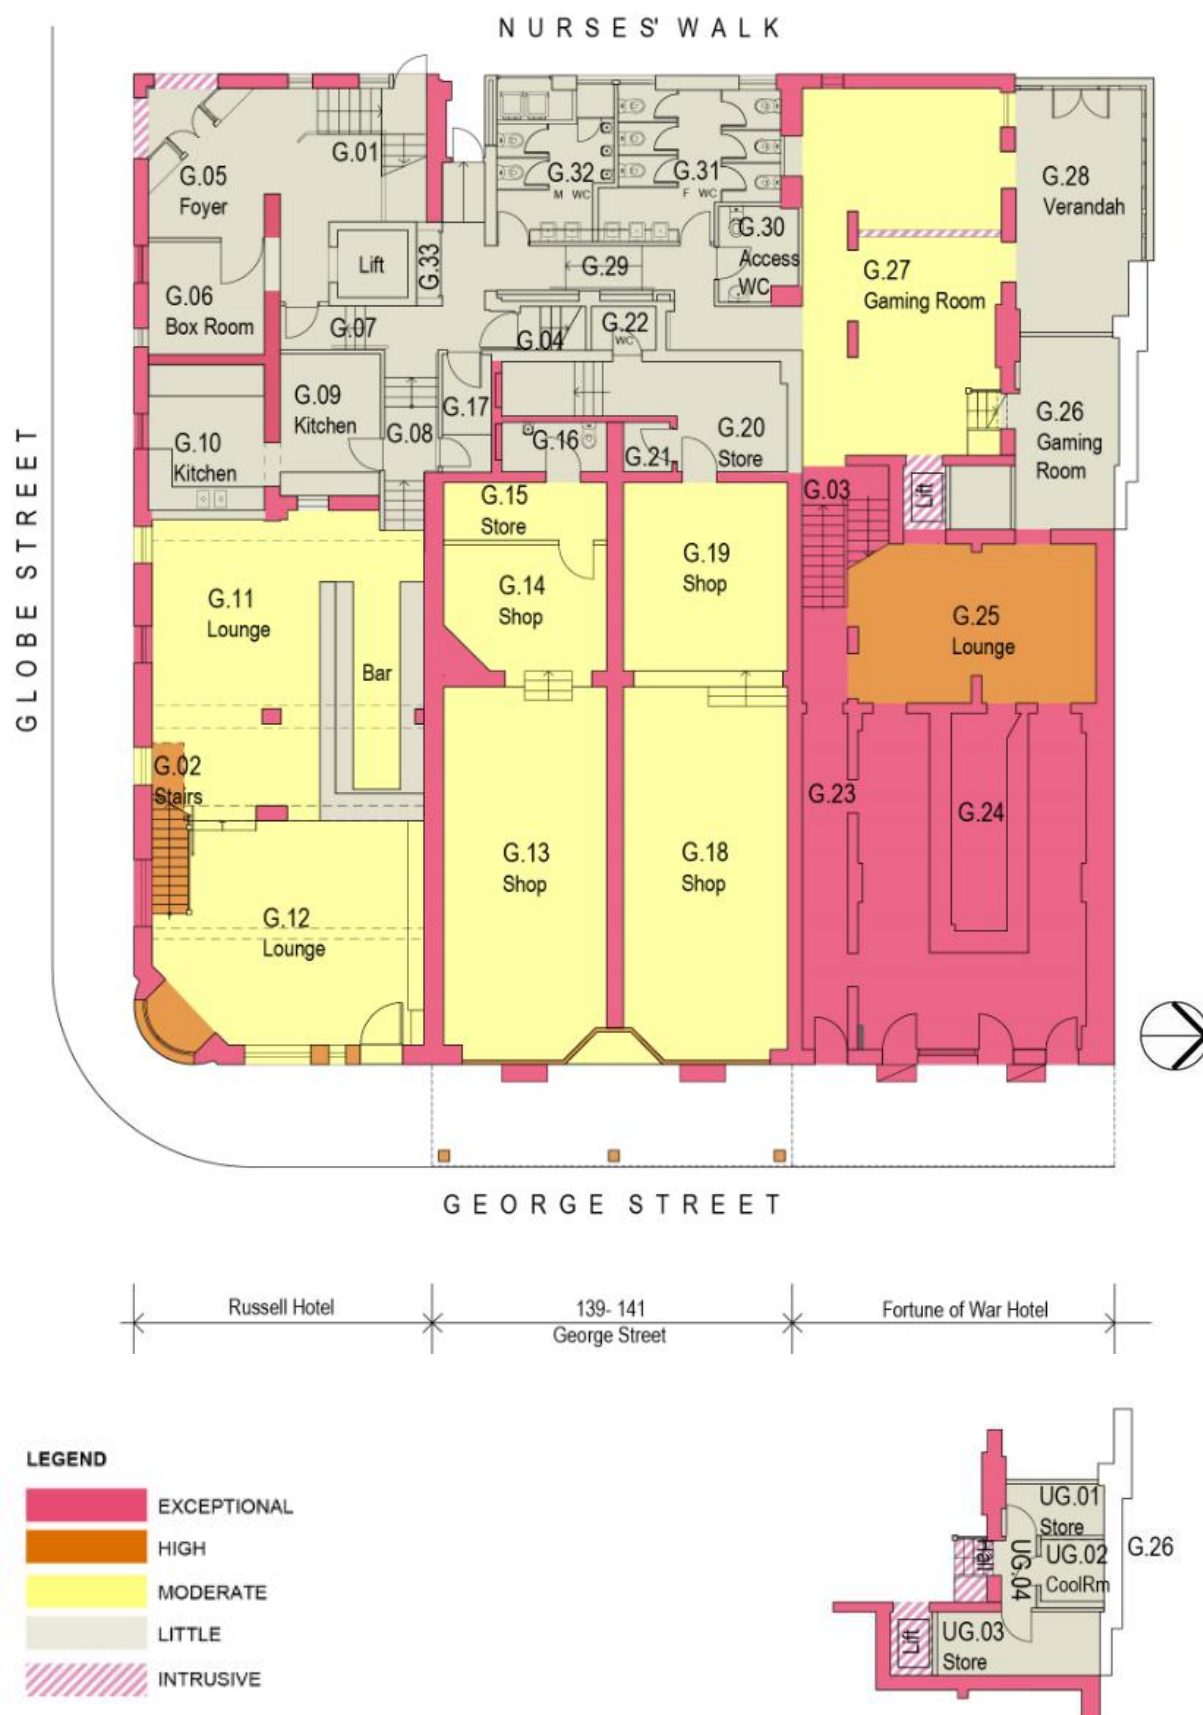 NURSES' WALK
G.01
G.05
Foyer
G.32
M WC
G.31
F WC
G.28
Verandah
G.30
Access
WC
Lift
G.33
G.29
G.27
Gaming Room
G.06
Box Room
G.07
G.04
G.22
WC
G.09
Kitchen
G.17
G.08
G.10
Kitchen
G.16
G.21
G.20
Store
G.26
Gaming
Room
G.15
Store
G.03
Lift
G.19
Shop
G.14
Shop
G.11
Lounge
Bar
G.25
Lounge
GLOBE STREET
G.02
Stairs
G.23
G.24
G.13
Shop
G.18
Shop
G.12
Lounge
GEORGE STREET
Russell Hotel
139- 141
George Street
Fortune of War Hotel
LEGEND
EXCEPTIONAL
HIGH
MODERATE
LITTLE
INTRUSIVE
UG.01
Store
Hall
UG.04
UG.02
CoolRm
G.26
Lift
UG.03
Store